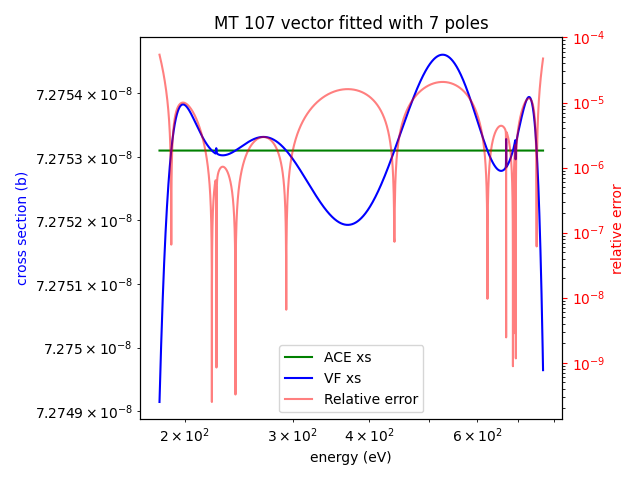 MT 107 vector fitted with 7 poles
cross section (b)
7.2754 × 10⁻⁸
7.2753 × 10⁻⁸
7.2752 × 10⁻⁸
7.2751 × 10⁻⁸
7.275 × 10⁻⁸
7.2749 × 10⁻⁸
10⁻⁴
10⁻⁵
10⁻⁶
10⁻⁷
10⁻⁸
10⁻⁹
relative error
ACE xs
VF xs
Relative error
2 × 10² 3 × 10² 4 × 10² 6 × 10²
energy (eV)